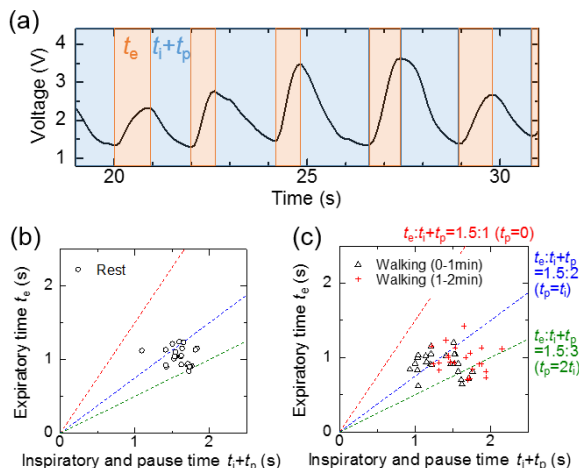 (a)
4
3
2
1
Voltage (V)
tₑ tᵢ+tₚ
20 25 30
Time (s)
(b)
2
1
0
Expiratory time tₑ (s)
Rest
0 1 2
Inspiratory and pause time tᵢ+tₚ (s)
(c)
tₑ:tᵢ+tₚ=1.5:1 (tₚ=0)
2
1
0
Expiratory time tₑ (s)
Walking (0-1min)
Walking (1-2min)
tₑ:tᵢ+tₚ
=1.5:2
(tₚ=tᵢ)
tₑ:tᵢ+tₚ
=1.5:3
(tₚ=2tᵢ)
0 1 2
Inspiratory and pause time tᵢ+tₚ (s)